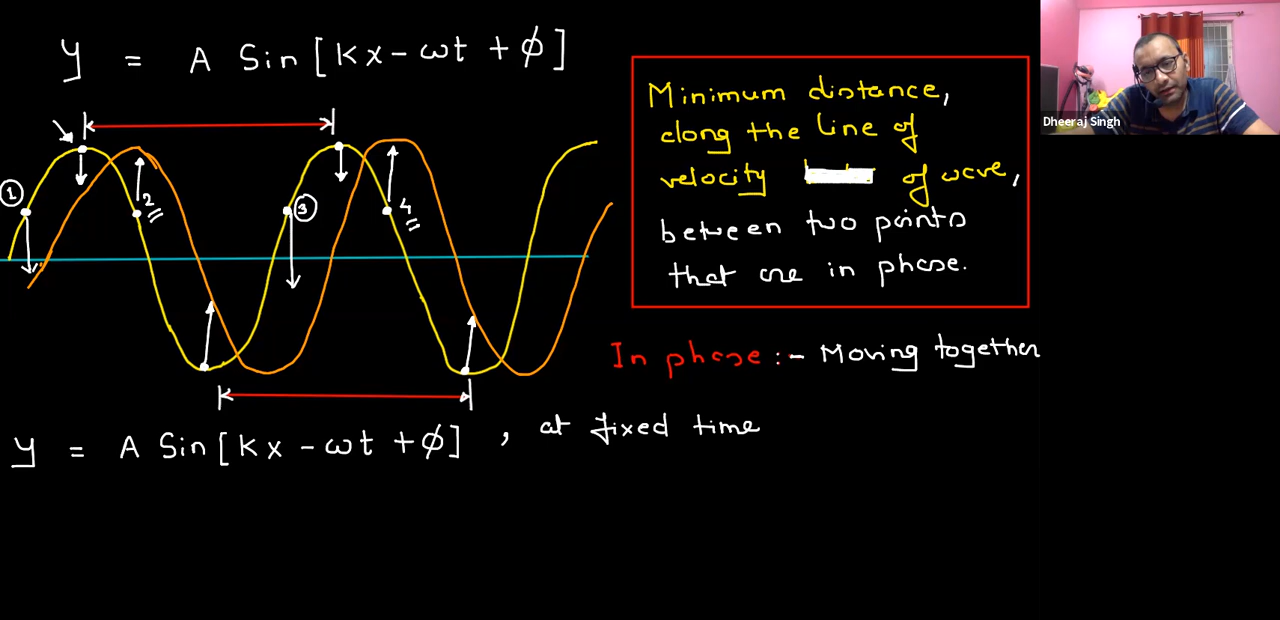 y = A Sin [kx - ωt + ϕ]
Minimum distance,
along the line of
velocity of wave,
between two points
that are in phase.
Dheeraj Singh
1
2
3
4
In phase :- Moving together
y = A Sin [kx - ωt + ϕ] , at fixed time